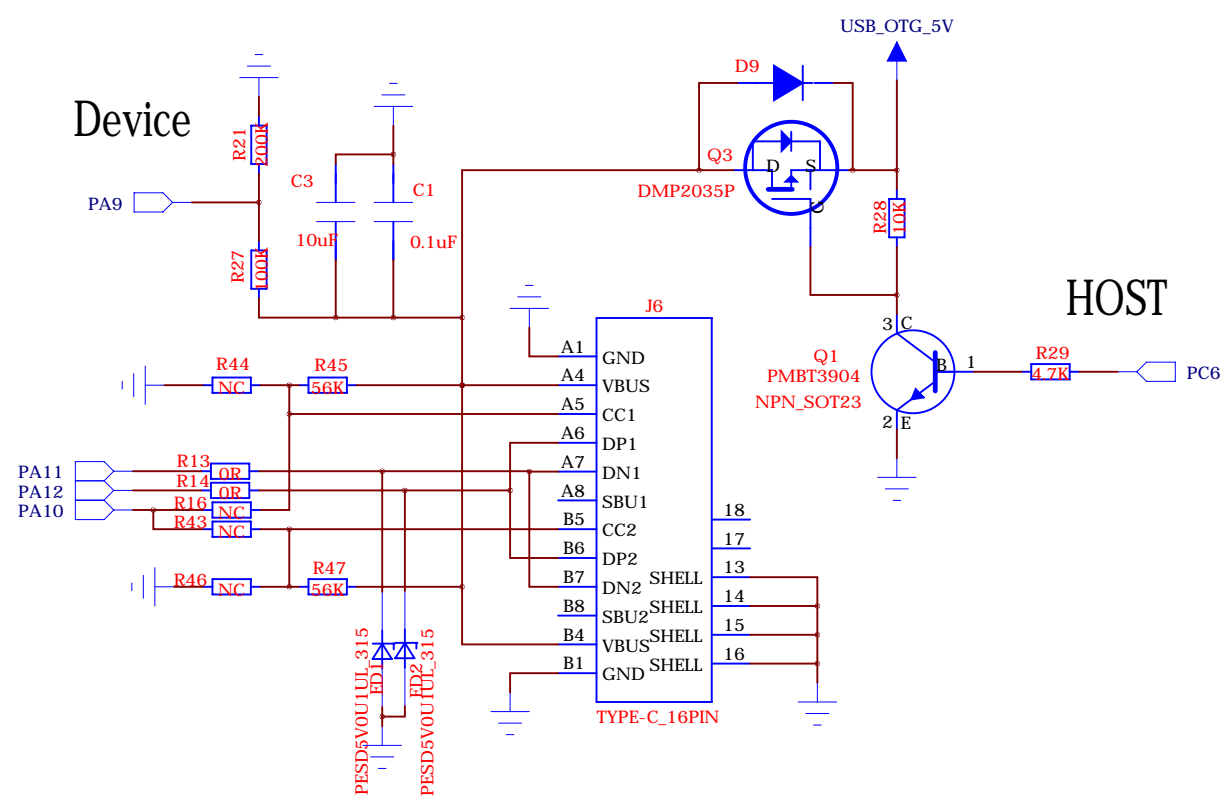 USB_OTG_5V
D9
Device
R21
200K
Q3
D
S
DMP2035P
C3
C1
PA9
R28
10K
10uF
0.1uF
R27
100K
HOST
J6
3
C
A1
GND
Q1
B
1
R29
R44
R45
A4
VBUS
PMBT3904
4.7K
PC6
NC
56K
NPN_SOT23
A5
CC1
2
E
A6
DP1
PA11
R13
0R
A7
DN1
PA12
R14
0R
A8
SBU1
PA10
R16
NC
18
R43
NC
B5
CC2
17
B6
DP2
R46
R47
B7
DN2
SHELL
13
NC
56K
B8
SBU2
SHELL
14
B4
VBUS
SHELL
15
B1
GND
SHELL
16
PESD5V0U1UL_315
ED1
ED2
PESD5V0U1UL_315
TYPE-C_16PIN